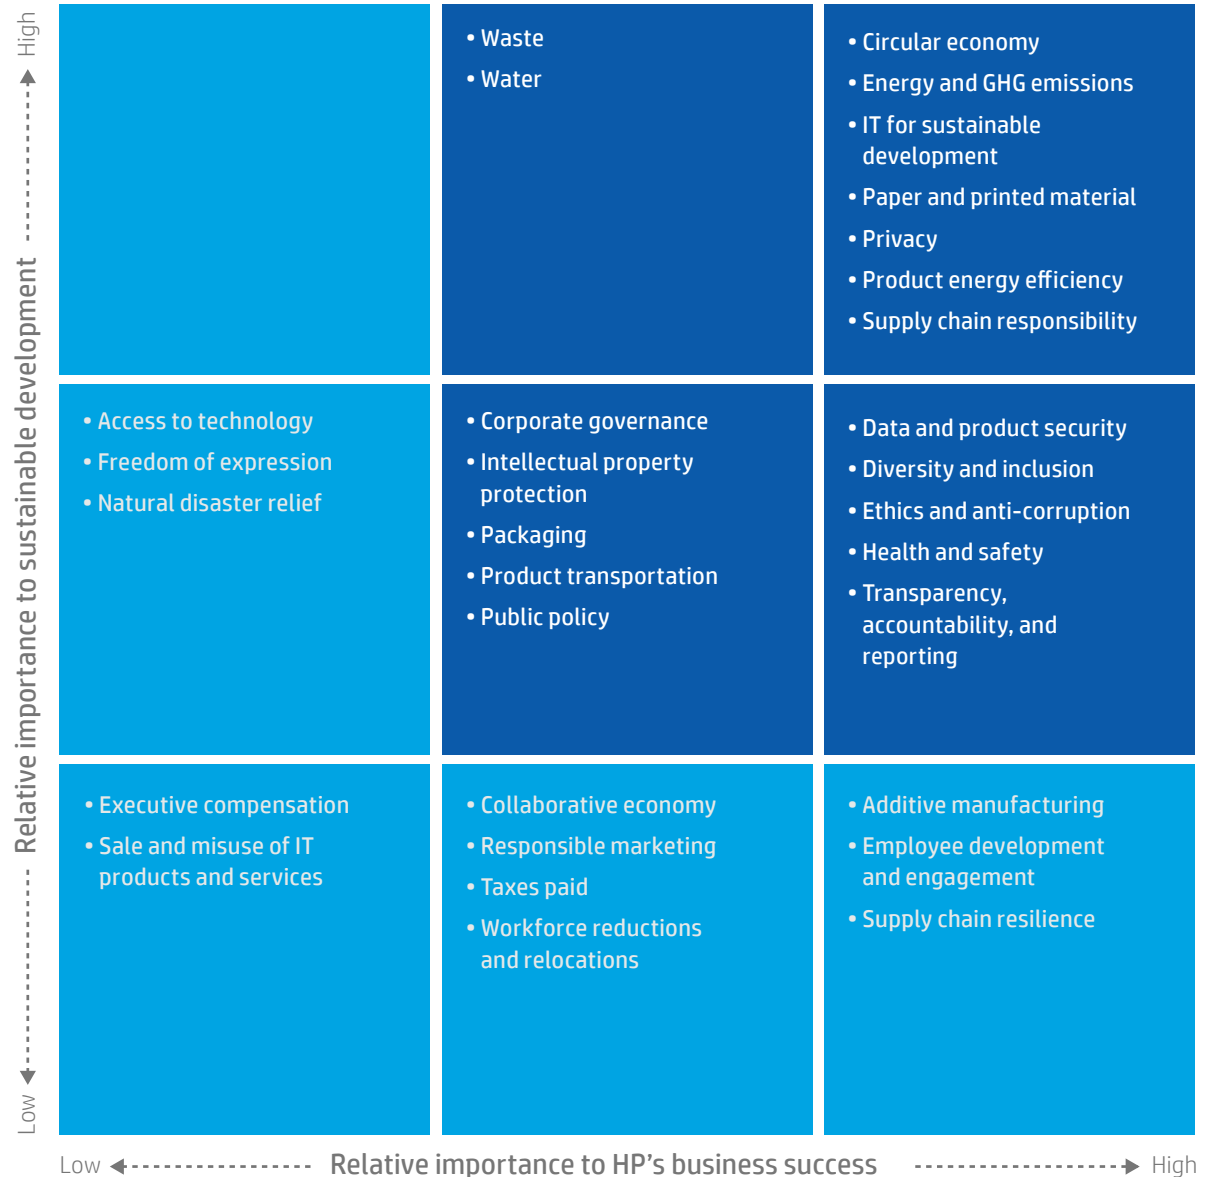 High
Relative importance to sustainable development
Low
• Waste
• Water
• Circular economy
• Energy and GHG emissions
• IT for sustainable
development
• Paper and printed material
• Privacy
• Product energy efficiency
• Supply chain responsibility
• Access to technology
• Freedom of expression
• Natural disaster relief
• Corporate governance
• Intellectual property
protection
• Packaging
• Product transportation
• Public policy
• Data and product security
• Diversity and inclusion
• Ethics and anti-corruption
• Health and safety
• Transparency,
accountability, and
reporting
• Executive compensation
• Sale and misuse of IT
products and services
• Collaborative economy
• Responsible marketing
• Taxes paid
• Workforce reductions
and relocations
• Additive manufacturing
• Employee development
and engagement
• Supply chain resilience
Low Relative importance to HP's business success High